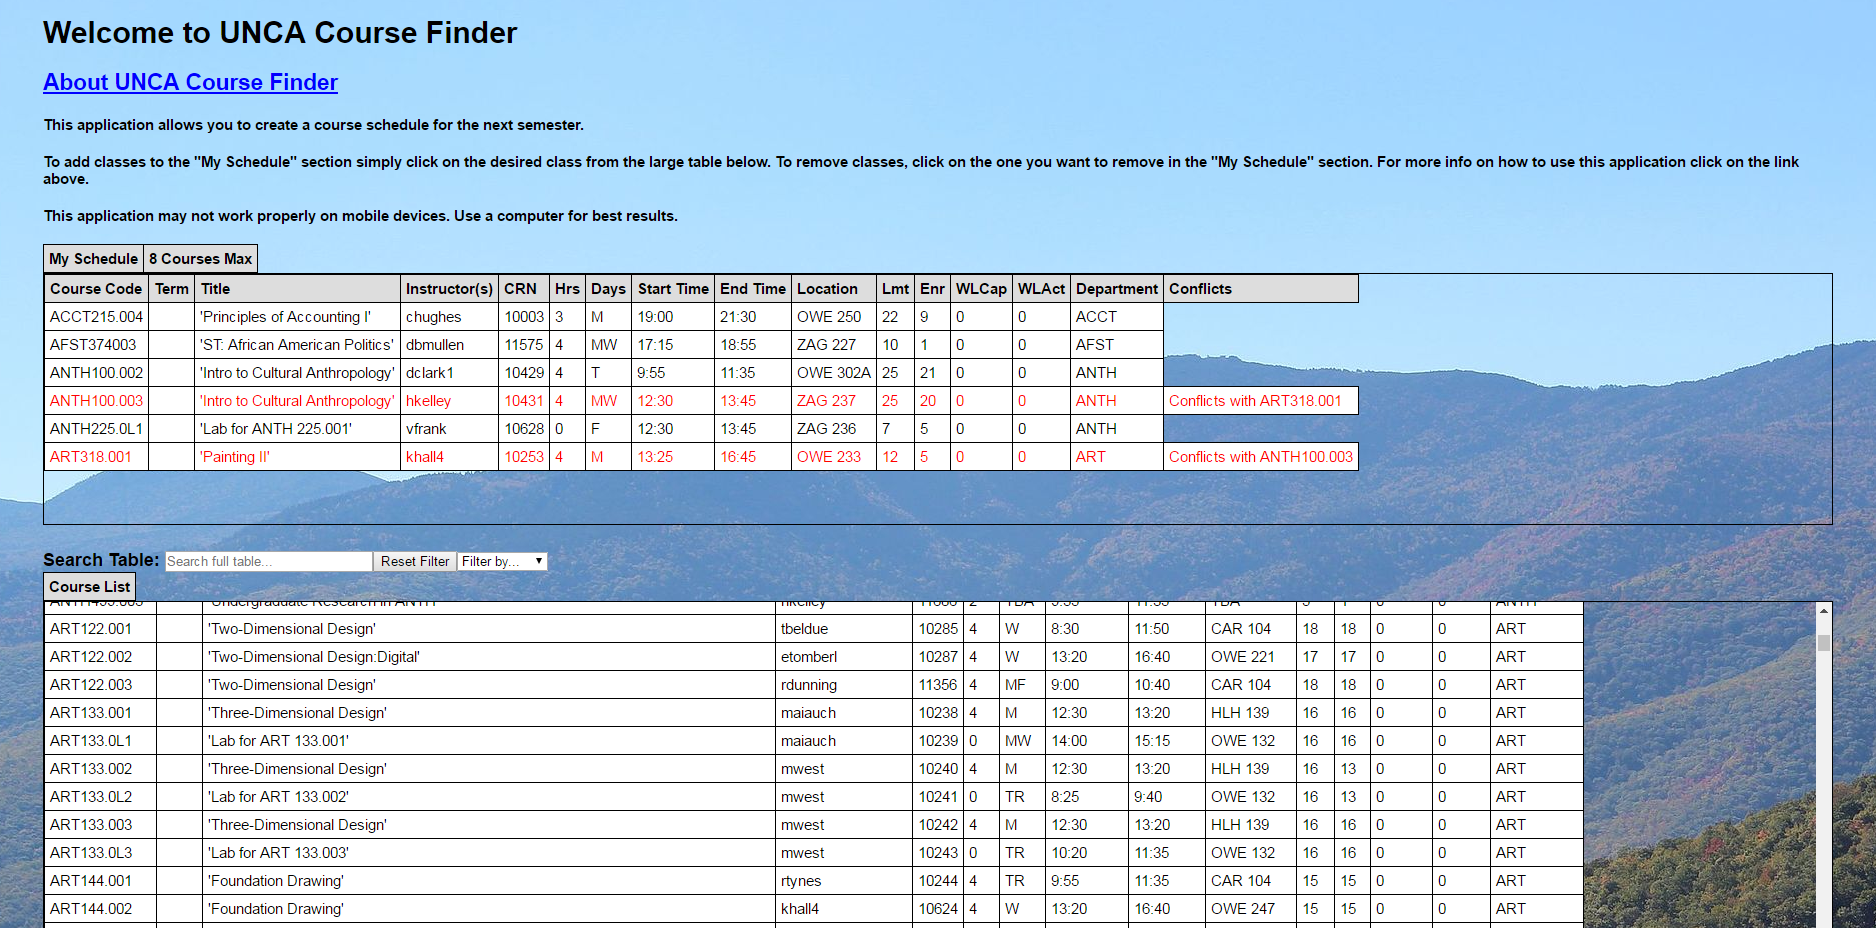 Welcome to UNCA Course Finder
About UNCA Course Finder
This application allows you to create a course schedule for the next semester.
To add classes to the "My Schedule" section simply click on the desired class from the large table below. To remove classes, click on the one you want to remove in the "My Schedule" section. For more info on how to use this application click on the link
above.
This application may not work properly on mobile devices. Use a computer for best results.
My Schedule 8 Courses Max
Course Code Term Title Instructor(s) CRN Hrs Days Start Time End Time Location Lmt Enr WLCap WLAct Department Conflicts
ACCT215.004 'Principles of Accounting I' chughes 10003 3 M 19:00 21:30 OWE 250 22 9 0 0 ACCT
AFST374003 'ST: African American Politics' dbmullen 11575 4 MW 17:15 18:55 ZAG 227 10 1 0 0 AFST
ANTH100.002 'Intro to Cultural Anthropology' dclark1 10429 4 T 9:55 11:35 OWE 302A 25 21 0 0 ANTH
ANTH100.003 'Intro to Cultural Anthropology' hkelley 10431 4 MW 12:30 13:45 ZAG 237 25 20 0 0 ANTH Conflicts with ART318.001
ANTH225.0L1 'Lab for ANTH 225.001' vfrank 10628 0 F 12:30 13:45 ZAG 236 7 5 0 0 ANTH
ART318.001 'Painting II' khall4 10253 4 M 13:25 16:45 OWE 233 12 5 0 0 ART Conflicts with ANTH100.003
Search Table: Search full table... Reset Filter Filter by...
Course List
'Undergraduate Research in ANTH' hkelley TBA TBA ANTH
ART122.001 'Two-Dimensional Design' tbeldue 10285 4 W 8:30 11:50 CAR 104 18 18 0 0 ART
ART122.002 'Two-Dimensional Design:Digital' etomberl 10287 4 W 13:20 16:40 OWE 221 17 17 0 0 ART
ART122.003 'Two-Dimensional Design' rdunning 11356 4 MF 9:00 10:40 CAR 104 18 18 0 0 ART
ART133.001 'Three-Dimensional Design' maiauch 10238 4 M 12:30 13:20 HLH 139 16 16 0 0 ART
ART133.0L1 'Lab for ART 133.001' maiauch 10239 0 MW 14:00 15:15 OWE 132 16 16 0 0 ART
ART133.002 'Three-Dimensional Design' mwest 10240 4 M 12:30 13:20 HLH 139 16 13 0 0 ART
ART133.0L2 'Lab for ART 133.002' mwest 10241 0 TR 8:25 9:40 OWE 132 16 13 0 0 ART
ART133.003 'Three-Dimensional Design' mwest 10242 4 M 12:30 13:20 HLH 139 16 16 0 0 ART
ART133.0L3 'Lab for ART 133.003' mwest 10243 0 TR 10:20 11:35 OWE 132 16 16 0 0 ART
ART144.001 'Foundation Drawing' rtynes 10244 4 TR 9:55 11:35 CAR 104 15 15 0 0 ART
ART144.002 'Foundation Drawing' khall4 10624 4 W 13:20 16:40 OWE 247 15 15 0 0 ART